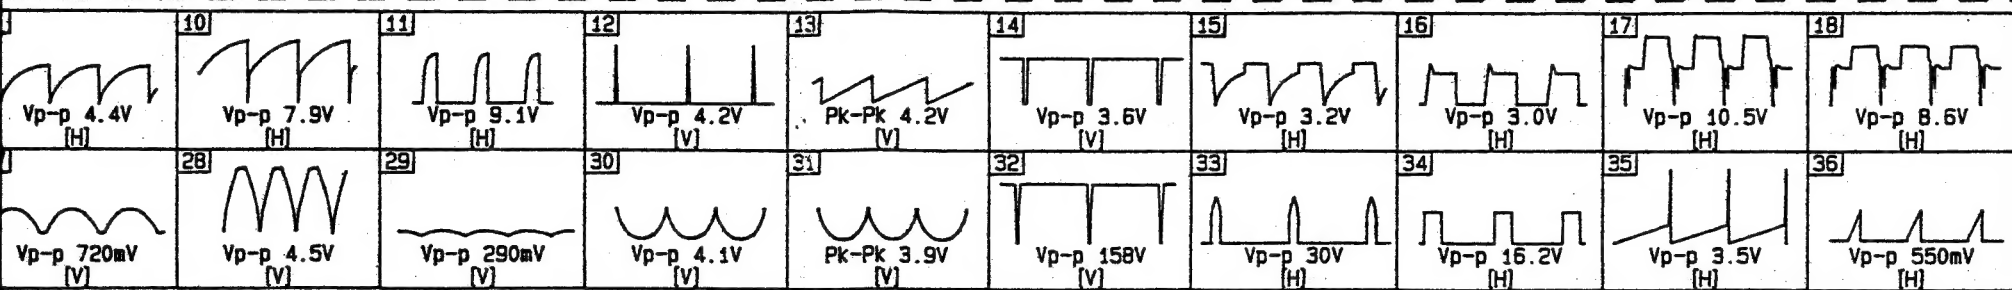 10 11 12 13 14 15 16 17 18
Vp-p 4.4V Vp-p 7.9V Vp-p 9.1V Vp-p 4.2V Pk-Pk 4.2V Vp-p 3.6V Vp-p 3.2V Vp-p 3.0V Vp-p 10.5V Vp-p 8.6V
[H] [H] [H] [V] [V] [V] [H] [H] [H] [H]
28 29 30 31 32 33 34 35 36
Vp-p 720mV Vp-p 4.5V Vp-p 290mV Vp-p 4.1V Pk-Pk 3.9V Vp-p 158V Vp-p 30V Vp-p 16.2V Vp-p 3.5V Vp-p 550mV
[V] [V] [V] [V] [V] [V] [H] [H] [H] [H]